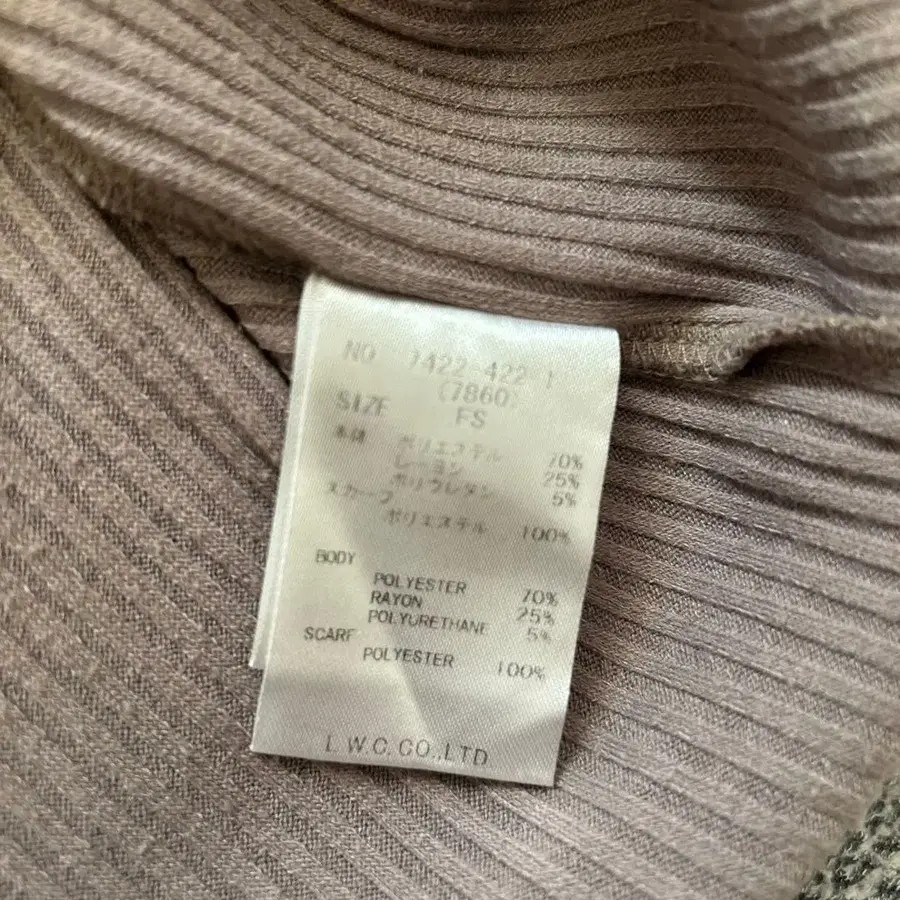 NO 7422-422-1
(7860)
SIZE FS
本体 ポリエステル 70%
レーヨン 25%
ポリウレタン 5%
スカーフ
ポリエステル 100%
BODY
POLYESTER 70%
RAYON 25%
POLYURETHANE 5%
SCARF
POLYESTER 100%
L.W.C.CO.,LTD